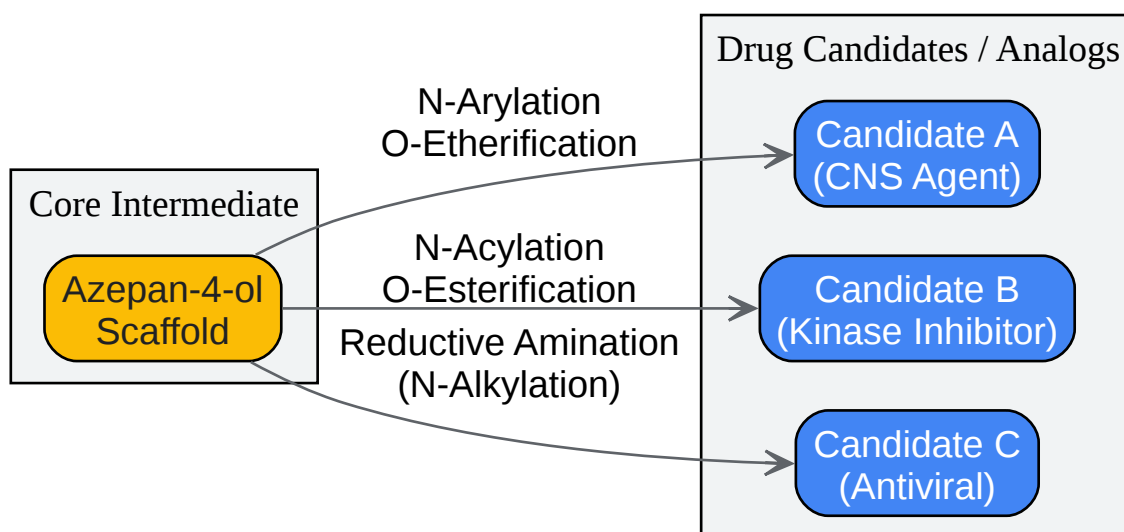 Core Intermediate
Azepan-4-ol
Scaffold
N-Arylation
O-Etherification
N-Acylation
O-Esterification
Reductive Amination
(N-Alkylation)
Drug Candidates / Analogs
Candidate A
(CNS Agent)
Candidate B
(Kinase Inhibitor)
Candidate C
(Antiviral)